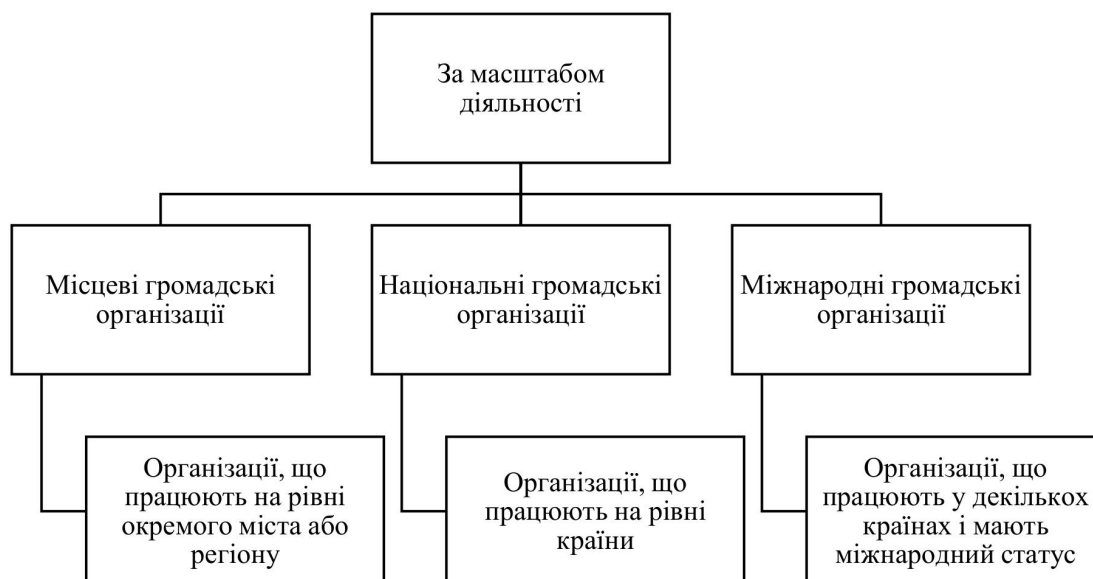 За масштабом
діяльності
Місцеві громадські
організації
Національні громадські
організації
Міжнародні громадські
організації
Організації, що
працюють на рівні
окремого міста або
регіону
Організації, що
працюють на рівні
країни
Організації, що
працюють у декількох
країнах і мають
міжнародний статус